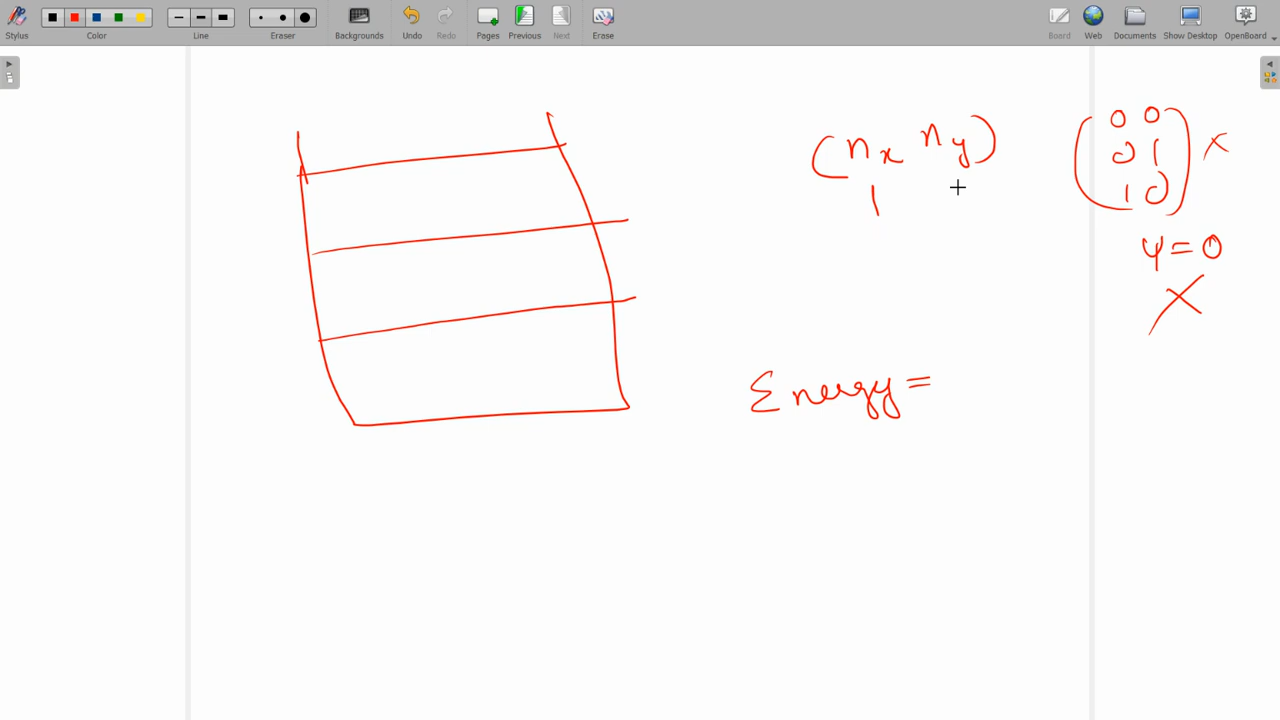 Stylus Color Line Eraser Backgrounds Undo Redo Pages Previous Next Erase Board Web Documents Show Desktop OpenBoard
(nx ny)
1
0 0
0 1
1 0
×
ψ = 0
×
Energy =